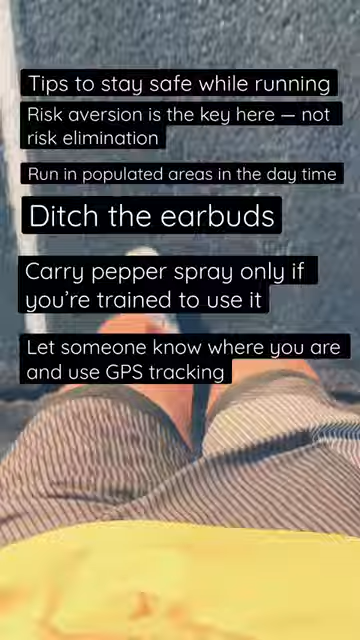 Tips to stay safe while running
Risk aversion is the key here — not
risk elimination
Run in populated areas in the day time
Ditch the earbuds
Carry pepper spray only if
you're trained to use it
Let someone know where you are
and use GPS tracking